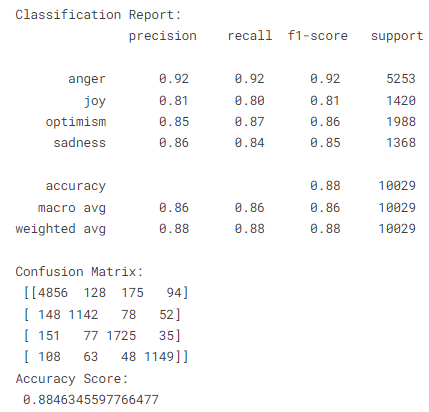 Classification Report:
precision recall f1-score support
anger 0.92 0.92 0.92 5253
joy 0.81 0.80 0.81 1420
optimism 0.85 0.87 0.86 1988
sadness 0.86 0.84 0.85 1368
accuracy 0.88 10029
macro avg 0.86 0.86 0.86 10029
weighted avg 0.88 0.88 0.88 10029
Confusion Matrix:
[[4856 128 175 94]
[ 148 1142 78 52]
[ 151 77 1725 35]
[ 108 63 48 1149]]
Accuracy Score:
0.8846345597766477